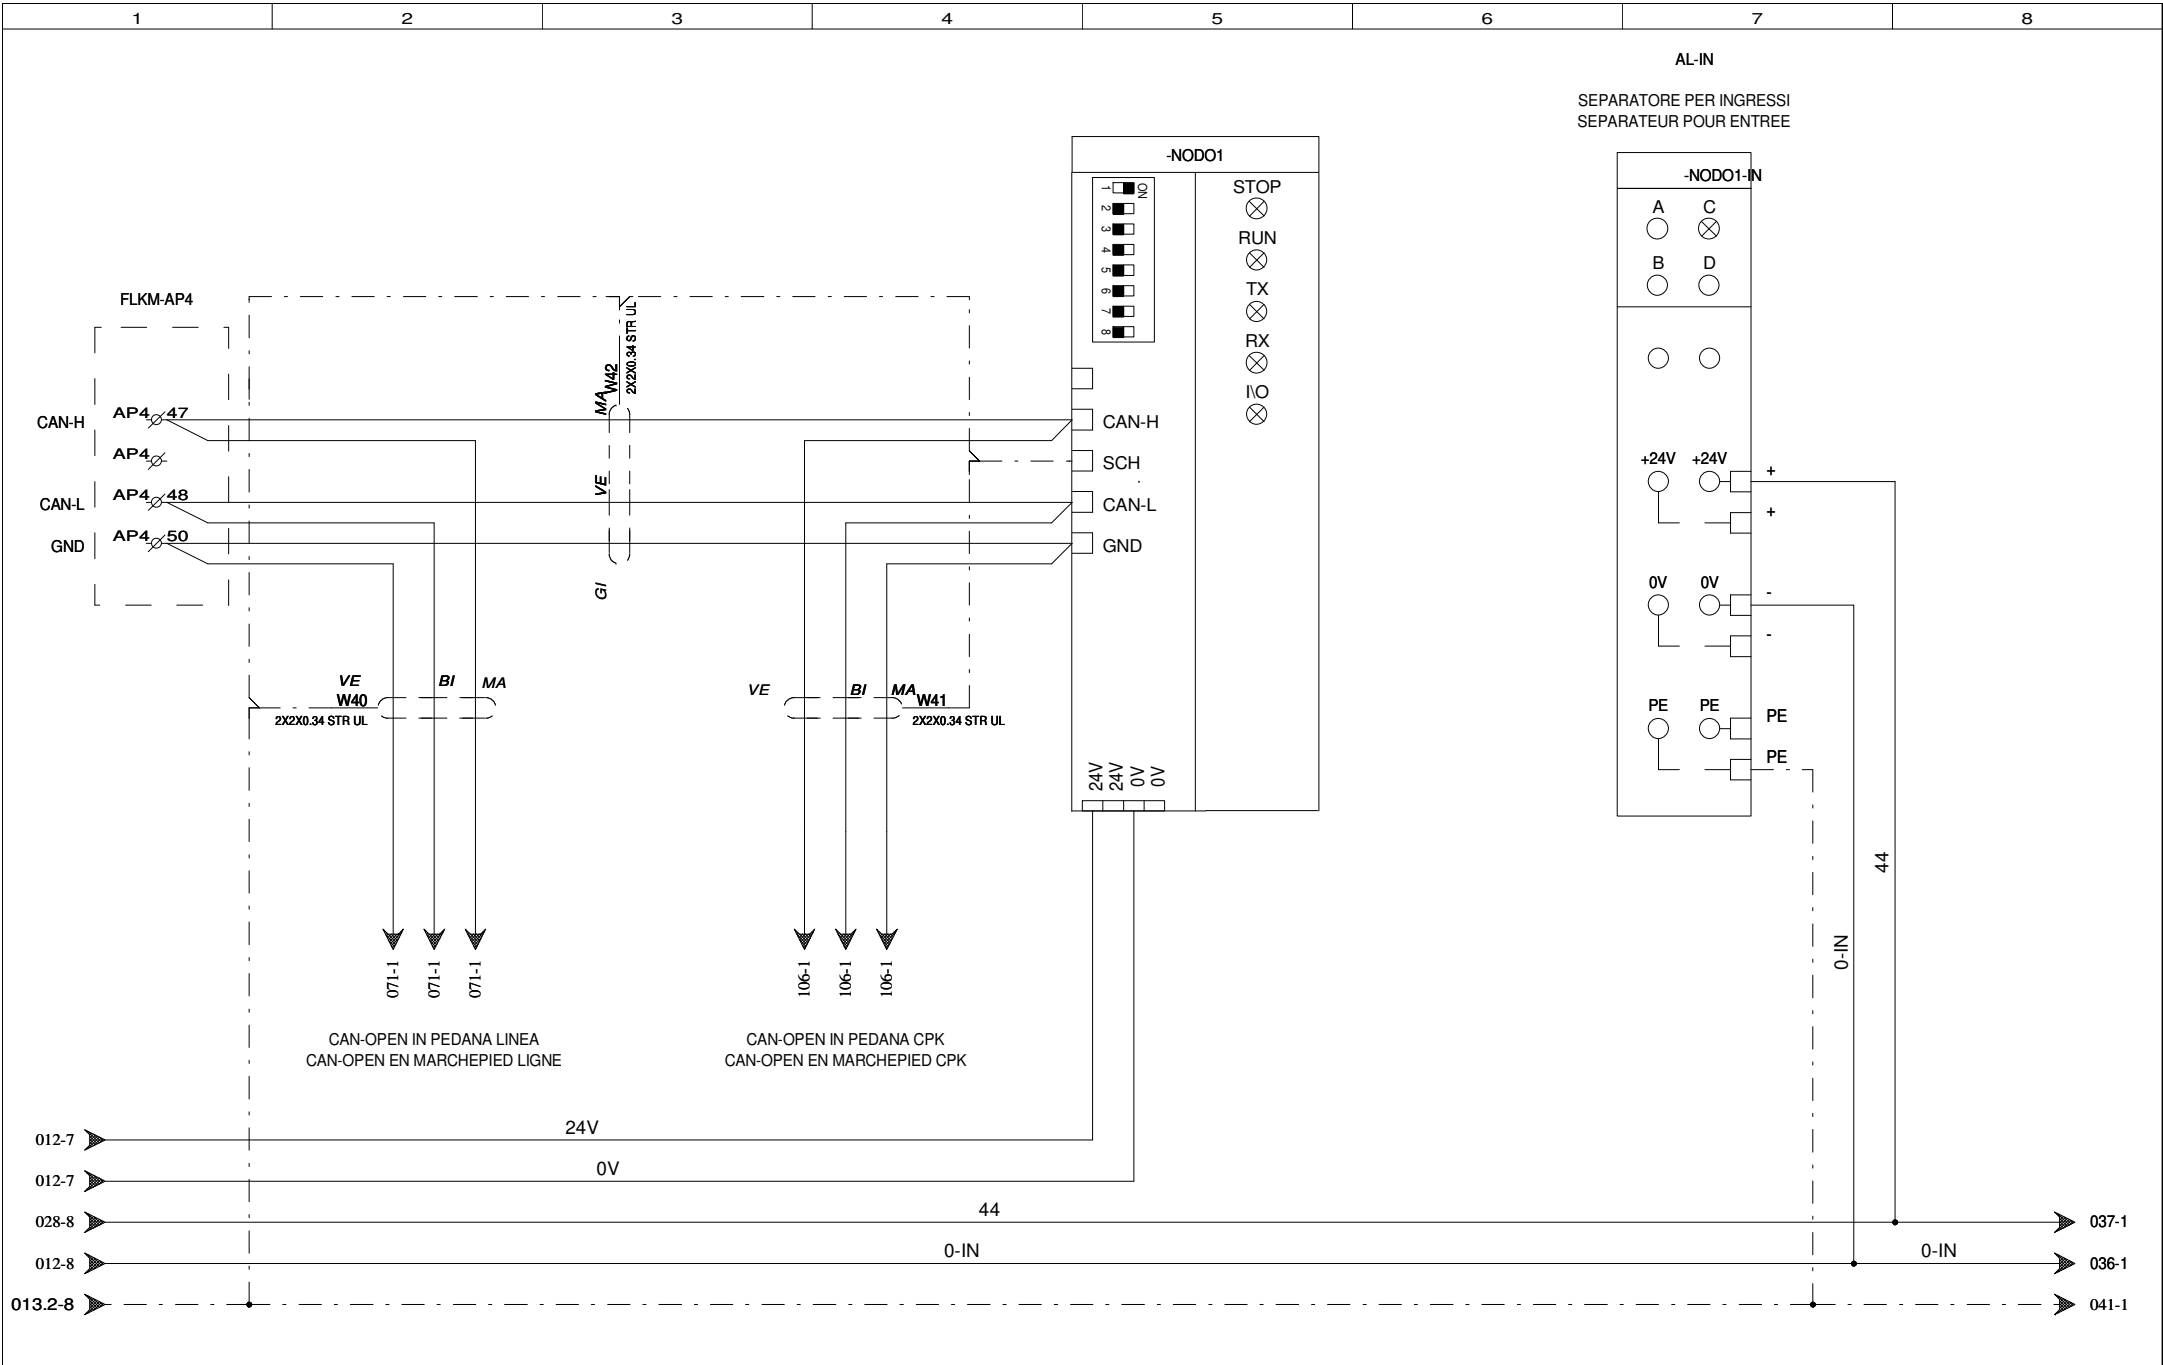 1 2 3 4 5 6 7 8
AL-IN
SEPARATORE PER INGRESSI
SEPARATEUR POUR ENTREE
-NODO1
1 ON
2
3
4
5
6
7
8
STOP
RUN
TX
RX
I\O
-NODO1-IN
A C
B D
FLKM-AP4
W42
2X2X0.34 STR UL
MA
VE
GI
CAN-H AP4 47
AP4
CAN-L AP4 48
GND AP4 50
CAN-H
SCH
CAN-L
GND
+24V +24V +
+
0V 0V -
-
PE PE PE
PE
VE BI MA
W40
2X2X0.34 STR UL
VE BI MA
W41
2X2X0.34 STR UL
24V
24V
0V
0V
44
0-IN
071-1
071-1
071-1
106-1
106-1
106-1
CAN-OPEN IN PEDANA LINEA
CAN-OPEN EN MARCHEPIED LIGNE
CAN-OPEN IN PEDANA CPK
CAN-OPEN EN MARCHEPIED CPK
012-7 24V
012-7 0V
028-8 44 037-1
012-8 0-IN 0-IN 036-1
013.2-8 041-1